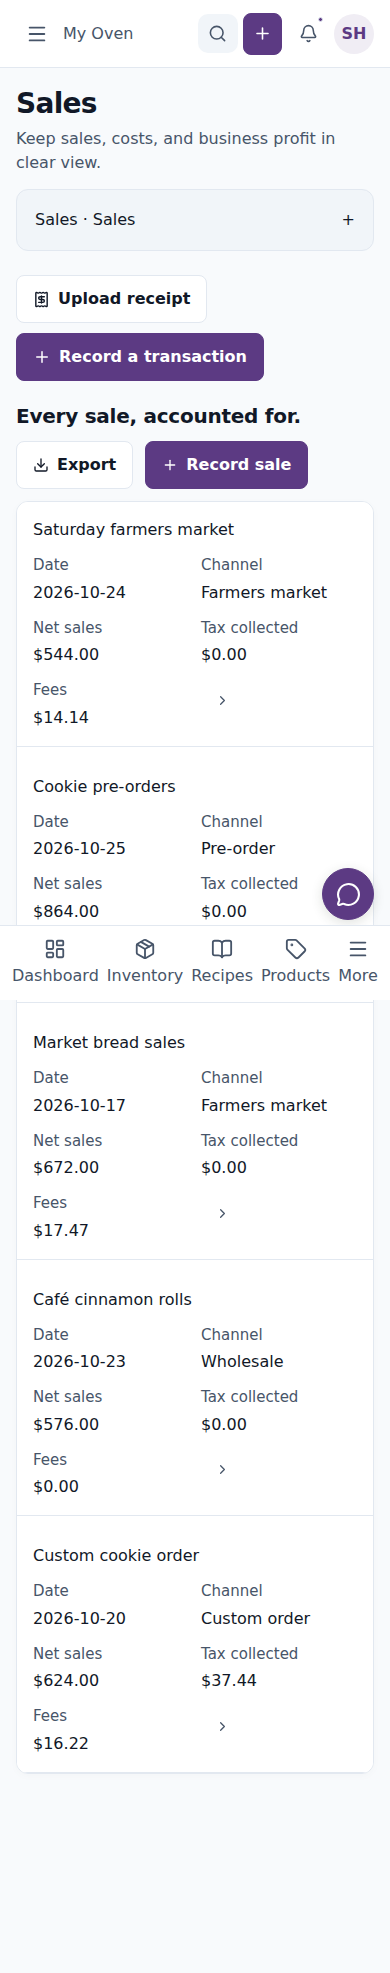 My Oven
SH
Sales
Keep sales, costs, and business profit in
clear view.
Sales · Sales
+
Upload receipt
+ Record a transaction
Every sale, accounted for.
Export
+ Record sale
Saturday farmers market
Date Channel
2026-10-24 Farmers market
Net sales Tax collected
$544.00 $0.00
Fees
$14.14
Cookie pre-orders
Date Channel
2026-10-25 Pre-order
Net sales Tax collected
$864.00 $0.00
Dashboard Inventory Recipes Products More
Market bread sales
Date Channel
2026-10-17 Farmers market
Net sales Tax collected
$672.00 $0.00
Fees
$17.47
Café cinnamon rolls
Date Channel
2026-10-23 Wholesale
Net sales Tax collected
$576.00 $0.00
Fees
$0.00
Custom cookie order
Date Channel
2026-10-20 Custom order
Net sales Tax collected
$624.00 $37.44
Fees
$16.22